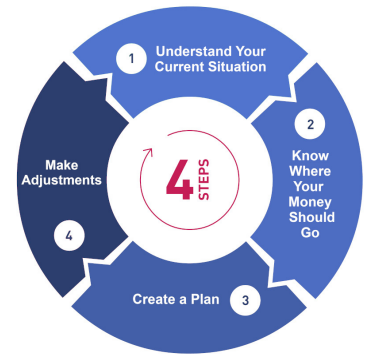 1
Understand Your
Current Situation
2
Know
Where
Your
Money
Should
Go
3
Create a Plan
4
Make
Adjustments
4
STEPS